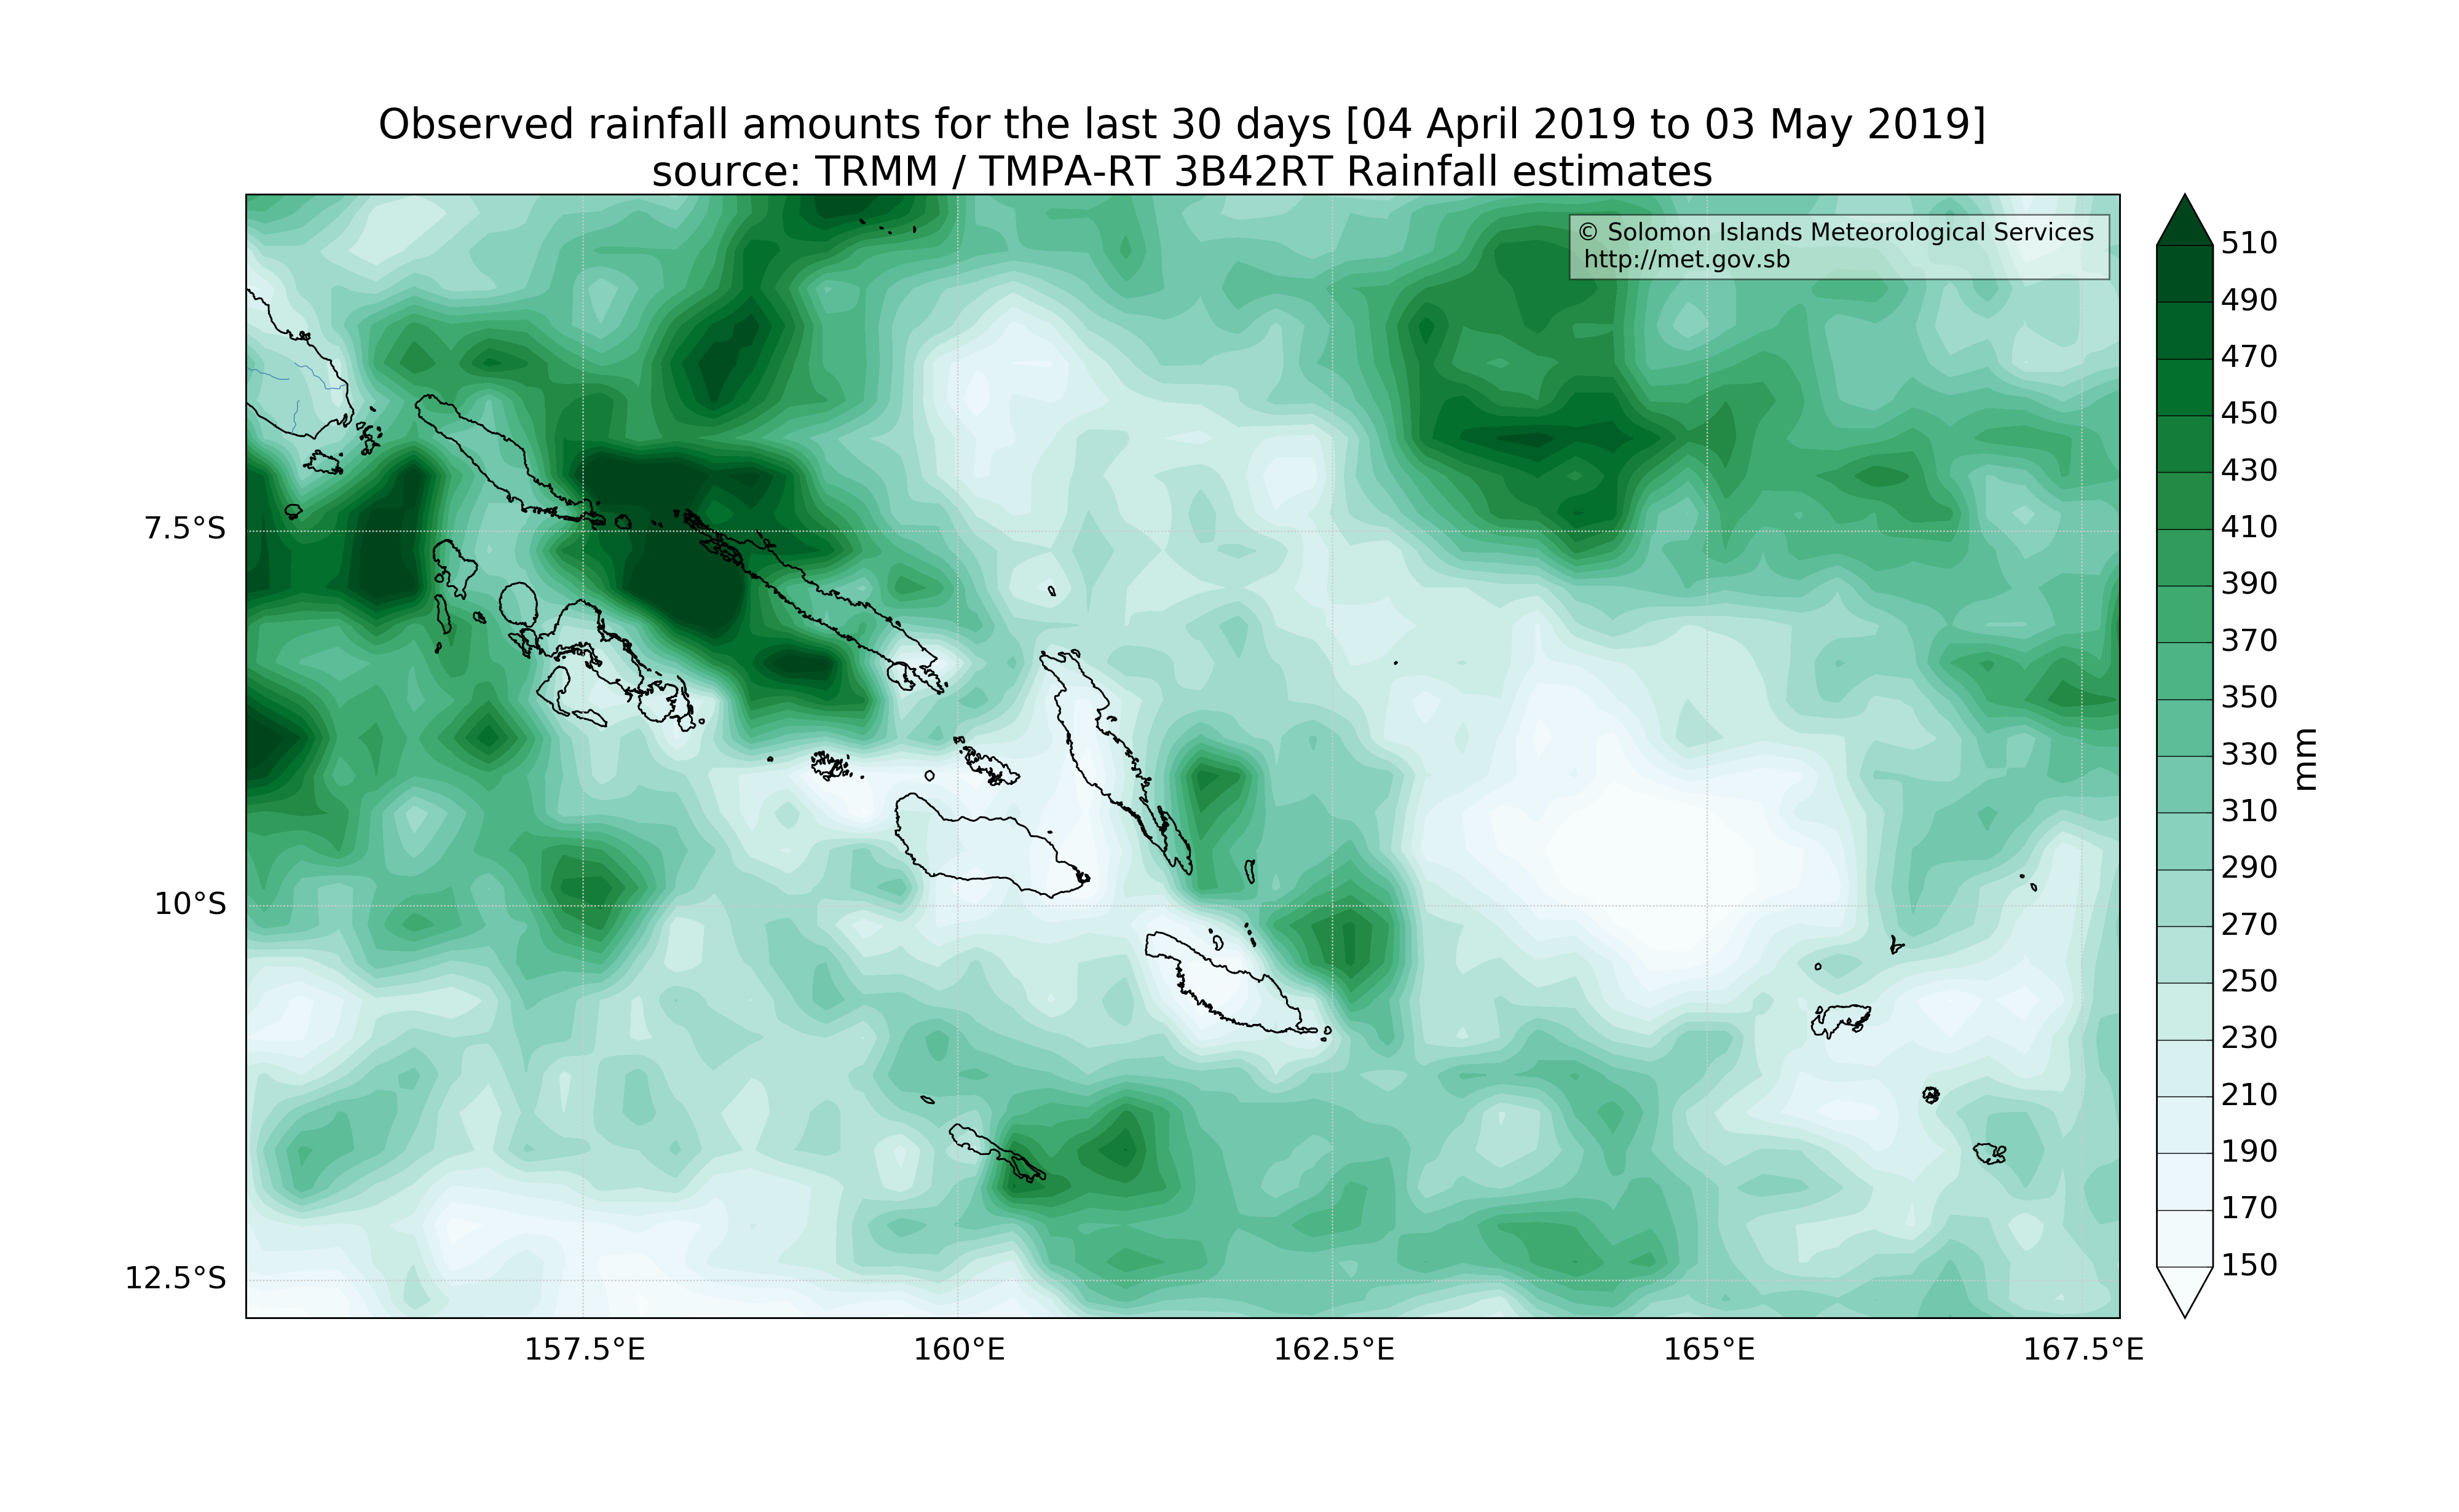 Observed rainfall amounts for the last 30 days [04 April 2019 to 03 May 2019]
source: TRMM / TMPA-RT 3B42RT Rainfall estimates
© Solomon Islands Meteorological Services
http://met.gov.sb
7.5°S
10°S
12.5°S
157.5°E
160°E
162.5°E
165°E
167.5°E
510
490
470
450
430
410
390
370
350
330
310
290
270
250
230
210
190
170
150
mm